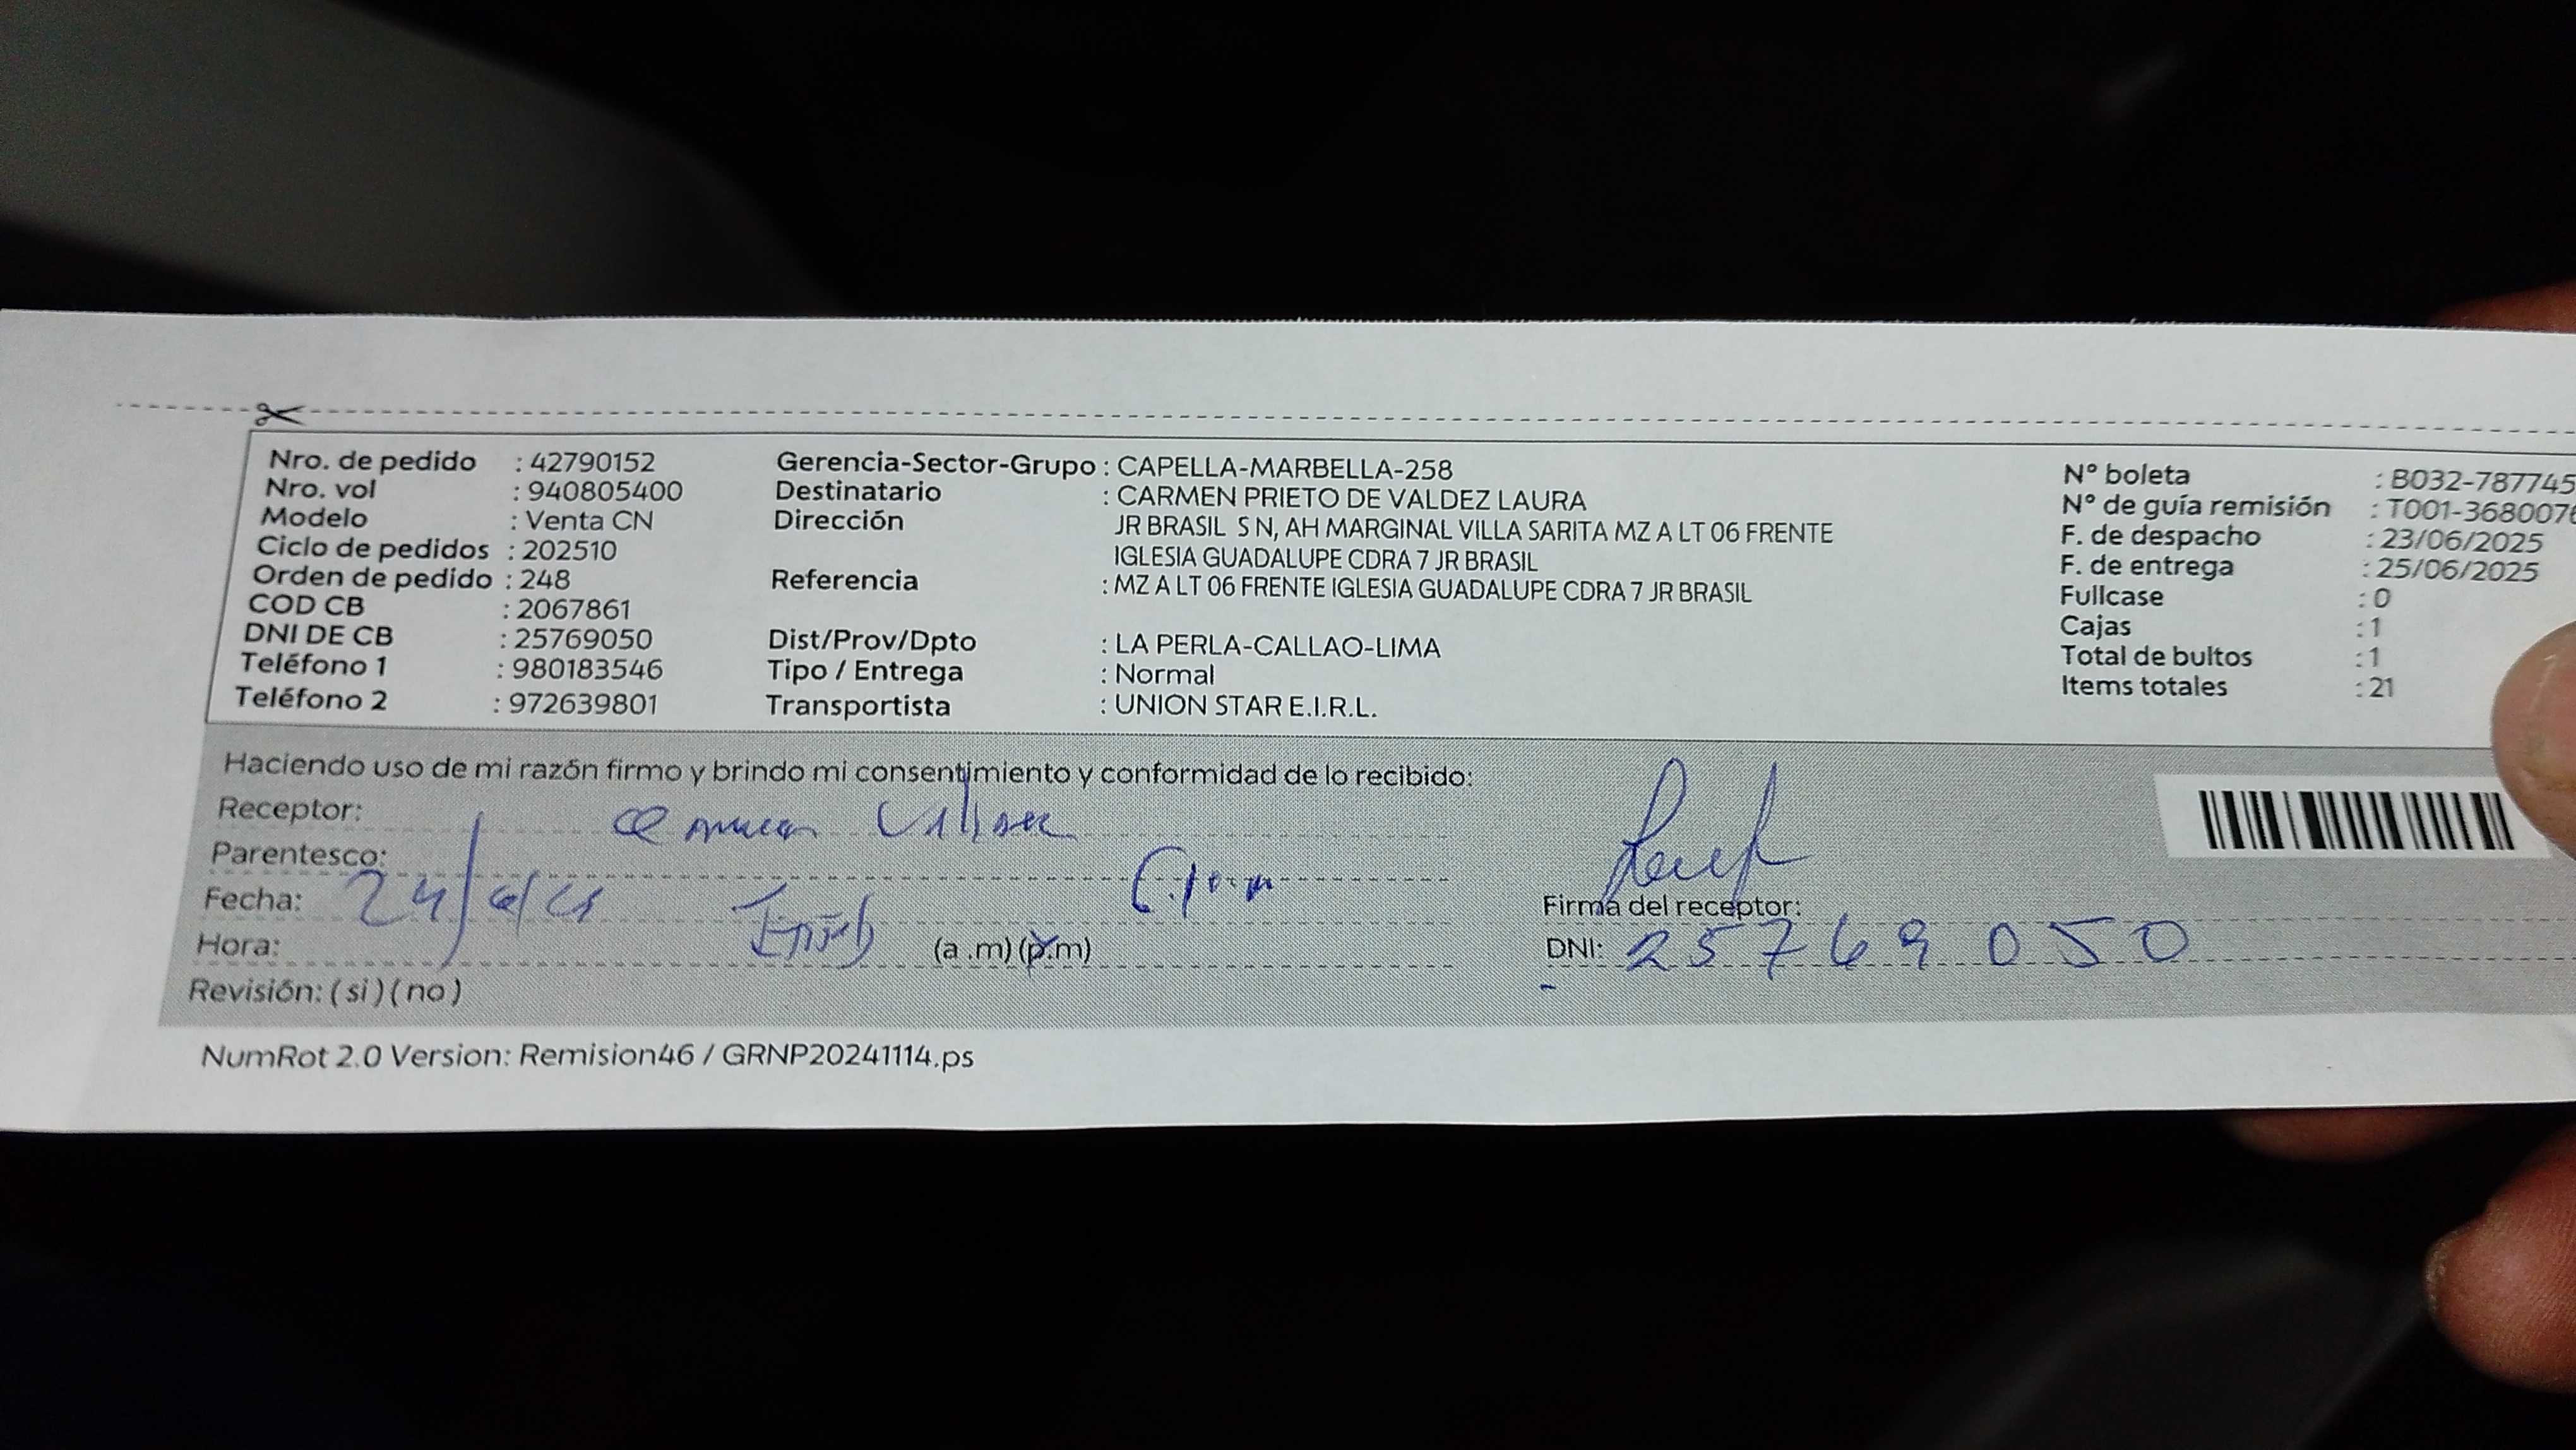 Nro. de pedido : 42790152
Nro. vol : 940805400
Modelo : Venta CN
Ciclo de pedidos : 202510
Orden de pedido : 248
COD CB : 2067861
DNI DE CB : 25769050
Teléfono 1 : 980183546
Teléfono 2 : 972639801
Gerencia-Sector-Grupo : CAPELLA-MARBELLA-258
Destinatario : CARMEN PRIETO DE VALDEZ LAURA
Dirección JR BRASIL S N, AH MARGINAL VILLA SARITA MZ A LT 06 FRENTE
IGLESIA GUADALUPE CDRA 7 JR BRASIL
Referencia : MZ A LT 06 FRENTE IGLESIA GUADALUPE CDRA 7 JR BRASIL
Dist/Prov/Dpto : LA PERLA-CALLAO-LIMA
Tipo / Entrega : Normal
Transportista : UNION STAR E.I.R.L.
N° boleta : B032-787745
N° de guía remisión : T001-3680076
F. de despacho : 23/06/2025
F. de entrega : 25/06/2025
Fullcase : 0
Cajas : 1
Total de bultos : 1
Items totales : 21
Haciendo uso de mi razón firmo y brindo mi consentimiento y conformidad de lo recibido:
Receptor:
Parentesco:
Fecha: 24/6/
Hora: (a .m) (p.m)
Revisión: ( si ) ( no )
Firma del receptor:
DNI: 25769050
NumRot 2.0 Version: Remision46 / GRNP20241114.ps